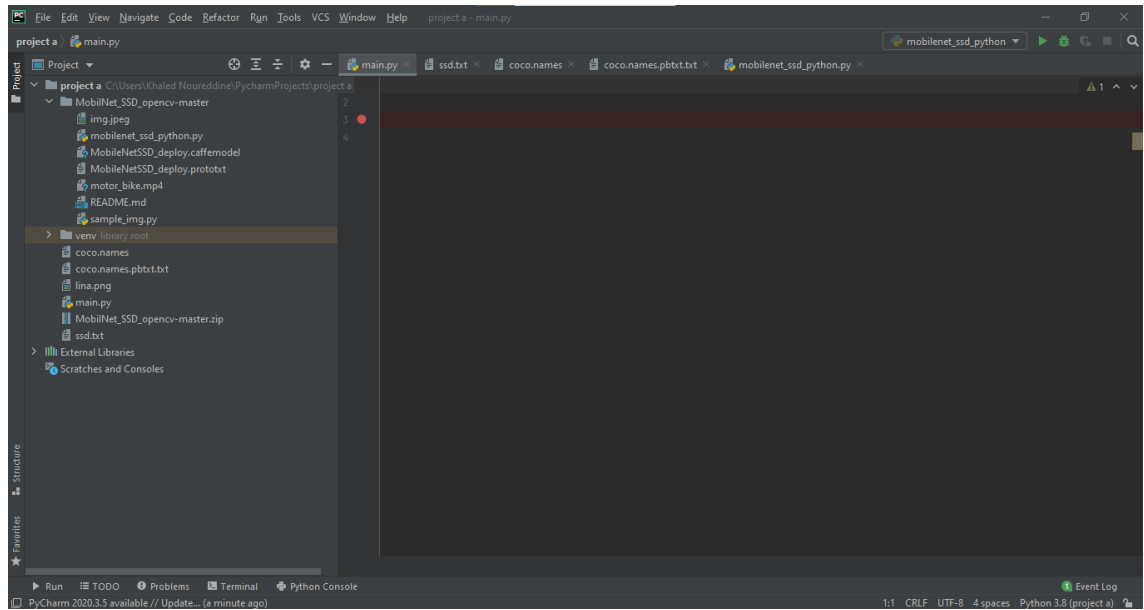 PC File Edit View Navigate Code Refactor Run Tools VCS Window Help project a - main.py
project a main.py mobilenet_ssd_python
Project main.py ssd.txt coco.names coco.names.pbtxt.txt mobilenet_ssd_python.py
Project
project a C:\Users\Khaled Noureddine\PycharmProjects\project a 1
MobilNet_SSD_opencv-master 2
img.jpeg 3
mobilenet_ssd_python.py 4
MobileNetSSD_deploy.caffemodel
MobileNetSSD_deploy.prototxt
motor_bike.mp4
README.md
sample_img.py
venv library root
coco.names
coco.names.pbtxt.txt
lina.png
main.py
MobilNet_SSD_opencv-master.zip
ssd.txt
External Libraries
Scratches and Consoles
Structure
Favorites
Run TODO Problems Terminal Python Console 1 Event Log
PyCharm 2020.3.5 available // Update... (a minute ago) 1:1 CRLF UTF-8 4 spaces Python 3.8 (project a)